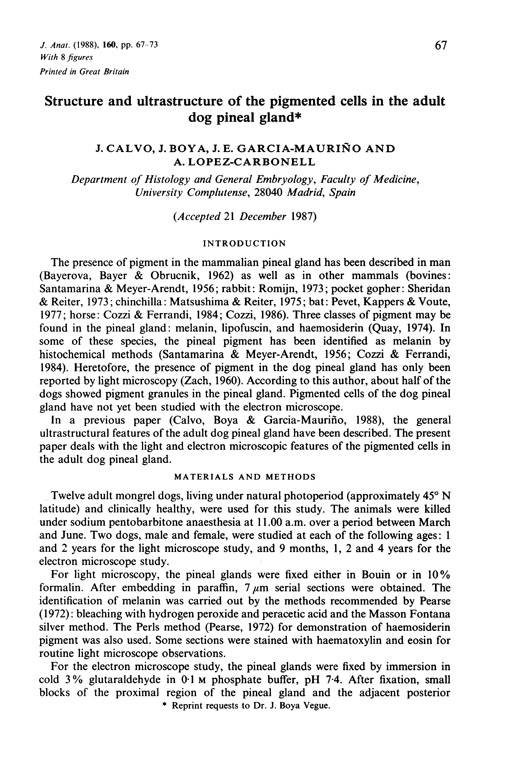 J. Anat. (1988), 160, pp. 67-73
67
With 8 figures
Printed in Great Britain
Structure and ultrastructure of the pigmented cells in the adult
dog pineal gland*
J. CALVO, J. BOYA, J. E. GARCIA-MAURIÑO AND
A. LOPEZ-CARBONELL
Department of Histology and General Embryology, Faculty of Medicine,
University Complutense, 28040 Madrid, Spain
(Accepted 21 December 1987)
INTRODUCTION
The presence of pigment in the mammalian pineal gland has been described in man
(Bayerova, Bayer & Obrucnik, 1962) as well as in other mammals (bovines:
Santamarina & Meyer-Arendt, 1956; rabbit: Romijn, 1973; pocket gopher: Sheridan
& Reiter, 1973; chinchilla: Matsushima & Reiter, 1975; bat: Pevet, Kappers & Voute,
1977; horse: Cozzi & Ferrandi, 1984; Cozzi, 1986). Three classes of pigment may be
found in the pineal gland: melanin, lipofuscin, and haemosiderin (Quay, 1974). In
some of these species, the pineal pigment has been identified as melanin by
histochemical methods (Santamarina & Meyer-Arendt, 1956; Cozzi & Ferrandi,
1984). Heretofore, the presence of pigment in the dog pineal gland has only been
reported by light microscopy (Zach, 1960). According to this author, about half of the
dogs showed pigment granules in the pineal gland. Pigmented cells of the dog pineal
gland have not yet been studied with the electron microscope.
In a previous paper (Calvo, Boya & Garcia-Mauriño, 1988), the general
ultrastructural features of the adult dog pineal gland have been described. The present
paper deals with the light and electron microscopic features of the pigmented cells in
the adult dog pineal gland.
MATERIALS AND METHODS
Twelve adult mongrel dogs, living under natural photoperiod (approximately 45° N
latitude) and clinically healthy, were used for this study. The animals were killed
under sodium pentobarbitone anaesthesia at 11.00 a.m. over a period between March
and June. Two dogs, male and female, were studied at each of the following ages: 1
and 2 years for the light microscope study, and 9 months, 1, 2 and 4 years for the
electron microscope study.
For light microscopy, the pineal glands were fixed either in Bouin or in 10%
formalin. After embedding in paraffin, 7 μm serial sections were obtained. The
identification of melanin was carried out by the methods recommended by Pearse
(1972): bleaching with hydrogen peroxide and peracetic acid and the Masson Fontana
silver method. The Perls method (Pearse, 1972) for demonstration of haemosiderin
pigment was also used. Some sections were stained with haematoxylin and eosin for
routine light microscope observations.
For the electron microscope study, the pineal glands were fixed by immersion in
cold 3% glutaraldehyde in 0·1 M phosphate buffer, pH 7·4. After fixation, small
blocks of the proximal region of the pineal gland and the adjacent posterior
* Reprint requests to Dr. J. Boya Vegue.